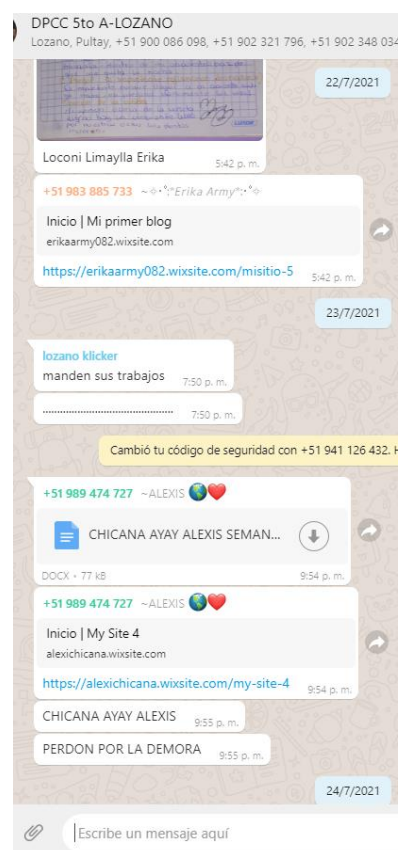 DPCC 5to A-LOZANO
Lozano, Pultay, +51 900 086 098, +51 902 321 796, +51 902 348 034
22/7/2021
Loconi Limaylla Erika
5:42 p. m.
+51 983 885 733 ~✧･ﾟ:*Erika Army*:･ﾟ✧
Inicio | Mi primer blog
erikaarmy082.wixsite.com
https://erikaarmy082.wixsite.com/misitio-5
5:42 p. m.
23/7/2021
lozano klicker
manden sus trabajos
7:50 p. m.
.............................................
7:50 p. m.
Cambió tu código de seguridad con +51 941 126 432. H
+51 989 474 727 ~ALEXIS 🌎❤️
CHICANA AYAY ALEXIS SEMAN...
DOCX • 77 kB
9:54 p. m.
+51 989 474 727 ~ALEXIS 🌎❤️
Inicio | My Site 4
alexichicana.wixsite.com
https://alexichicana.wixsite.com/my-site-4
9:54 p. m.
CHICANA AYAY ALEXIS
9:55 p. m.
PERDON POR LA DEMORA
9:55 p. m.
24/7/2021
Escribe un mensaje aquí